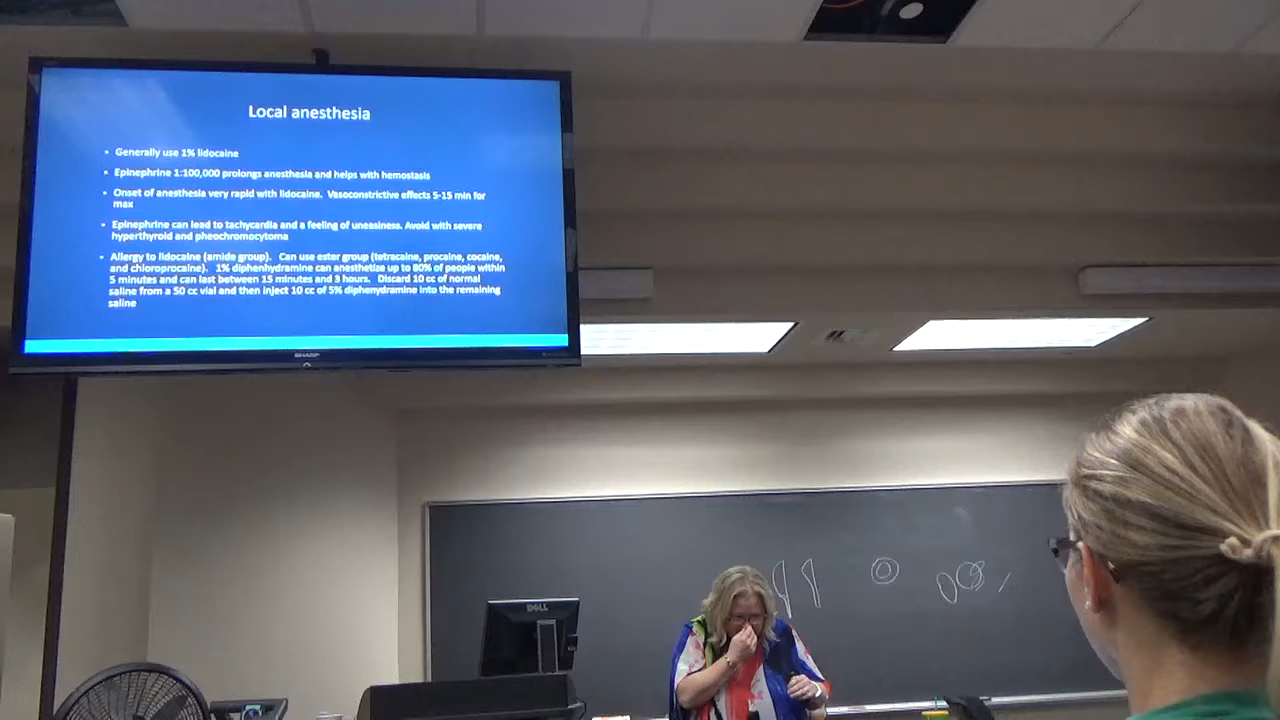 Local anesthesia
• Generally use 1% lidocaine
• Epinephrine 1:100,000 prolongs anesthesia and helps with hemostasis
• Onset of anesthesia very rapid with lidocaine. Vasoconstrictive effects 5-15 min for
max
• Epinephrine can lead to tachycardia and a feeling of uneasiness. Avoid with severe
hyperthyroid and pheochromocytoma
• Allergy to lidocaine (amide group). Can use ester group (tetracaine, procaine, cocaine,
and chloroprocaine). 1% diphenhydramine can anesthetize up to 80% of people within
5 minutes and can last between 15 minutes and 3 hours. Discard 10 cc of normal
saline from a 50 cc vial and then inject 10 cc of 5% diphenydramine into the remaining
saline
SHARP
DELL